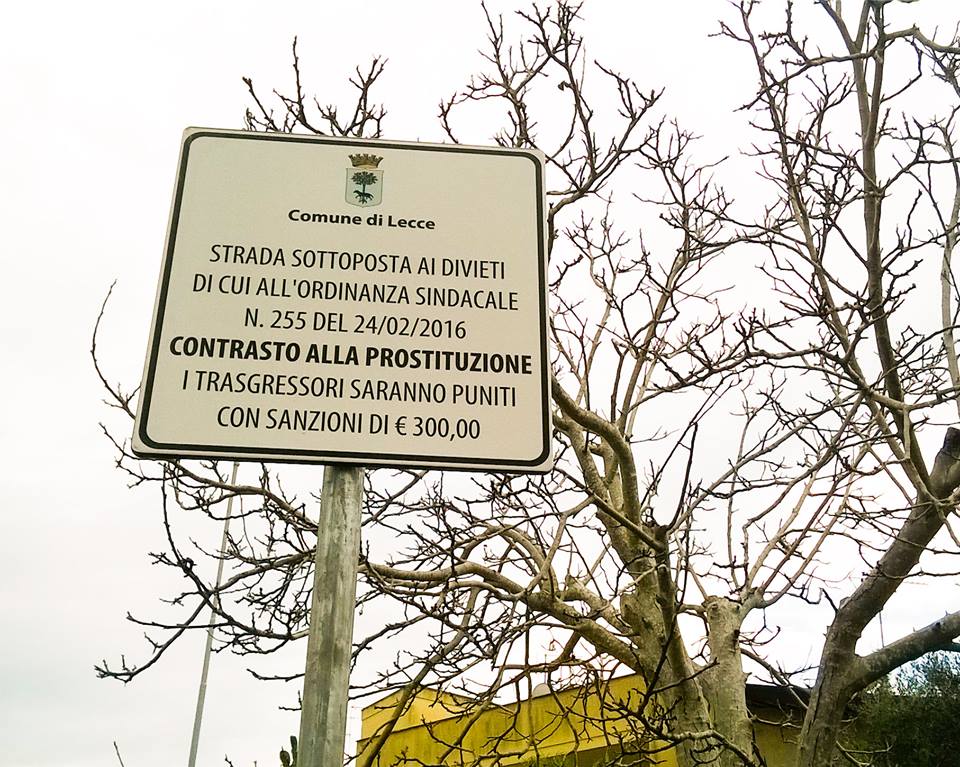 Comune di Lecce
STRADA SOTTOPOSTA AI DIVIETI
DI CUI ALL'ORDINANZA SINDACALE
N. 255 DEL 24/02/2016
CONTRASTO ALLA PROSTITUZIONE
I TRASGRESSORI SARANNO PUNITI
CON SANZIONI DI € 300,00